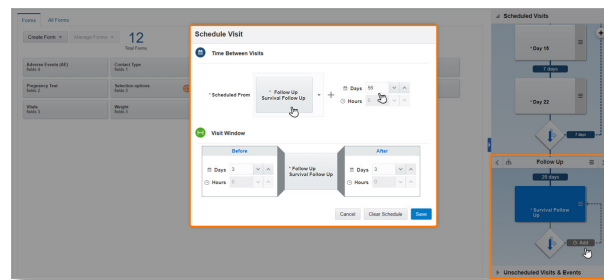 Forms All Forms
Create Form Manage Forms 12
Total Forms
Adverse Events (AE)
fields 4
Contact Type
fields 1
Pregnancy Test
fields 2
Selection options
fields 3
Vitals
fields 3
Weight
fields 3
Schedule Visit
Time Between Visits
* Scheduled From
* Follow Up
Survival Follow Up
+
Days 56
Hours 0
Visit Window
Before
After
Days 3
Hours 0
* Follow Up
Survival Follow Up
Days 3
Hours 0
Cancel Clear Schedule Save
Scheduled Visits
* Day 15
7 days
* Day 22
7 days
Follow Up
28 days
* Survival Follow
Up
Add
Unscheduled Visits & Events